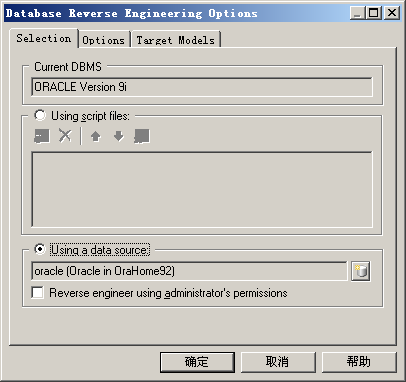 Database Reverse Engineering Options
Selection Options Target Models
Current DBMS
ORACLE Version 9i
Using script files:
Using a data source:
oracle (Oracle in OraHome92)
Reverse engineer using administrator's permissions
确定 取消 帮助